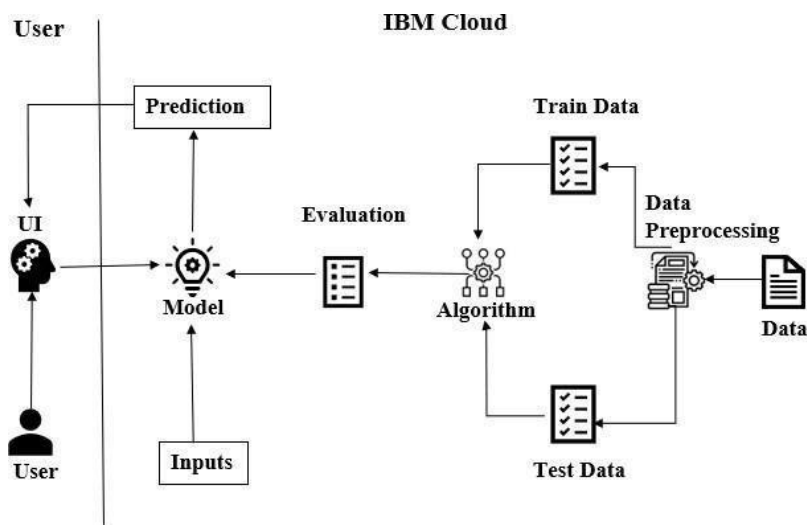 User
IBM Cloud
Prediction
Train Data
UI
Evaluation
Data
Preprocessing
Model
Algorithm
Data
User
Inputs
Test Data